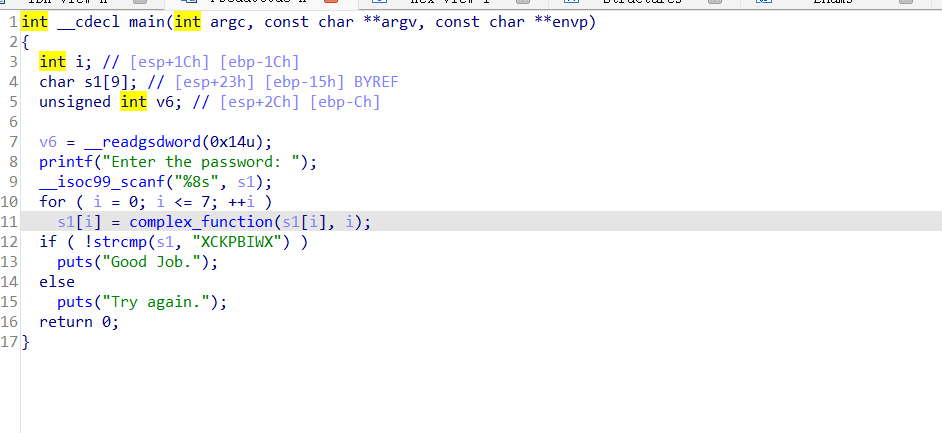 1 int __cdecl main(int argc, const char **argv, const char **envp)
2 {
3 int i; // [esp+1Ch] [ebp-1Ch]
4 char s1[9]; // [esp+23h] [ebp-15h] BYREF
5 unsigned int v6; // [esp+2Ch] [ebp-Ch]
6
7 v6 = __readgsdword(0x14u);
8 printf("Enter the password: ");
9 __isoc99_scanf("%8s", s1);
10 for ( i = 0; i <= 7; ++i )
11 s1[i] = complex_function(s1[i], i);
12 if ( !strcmp(s1, "XCKPBIWX") )
13 puts("Good Job.");
14 else
15 puts("Try again.");
16 return 0;
17 }